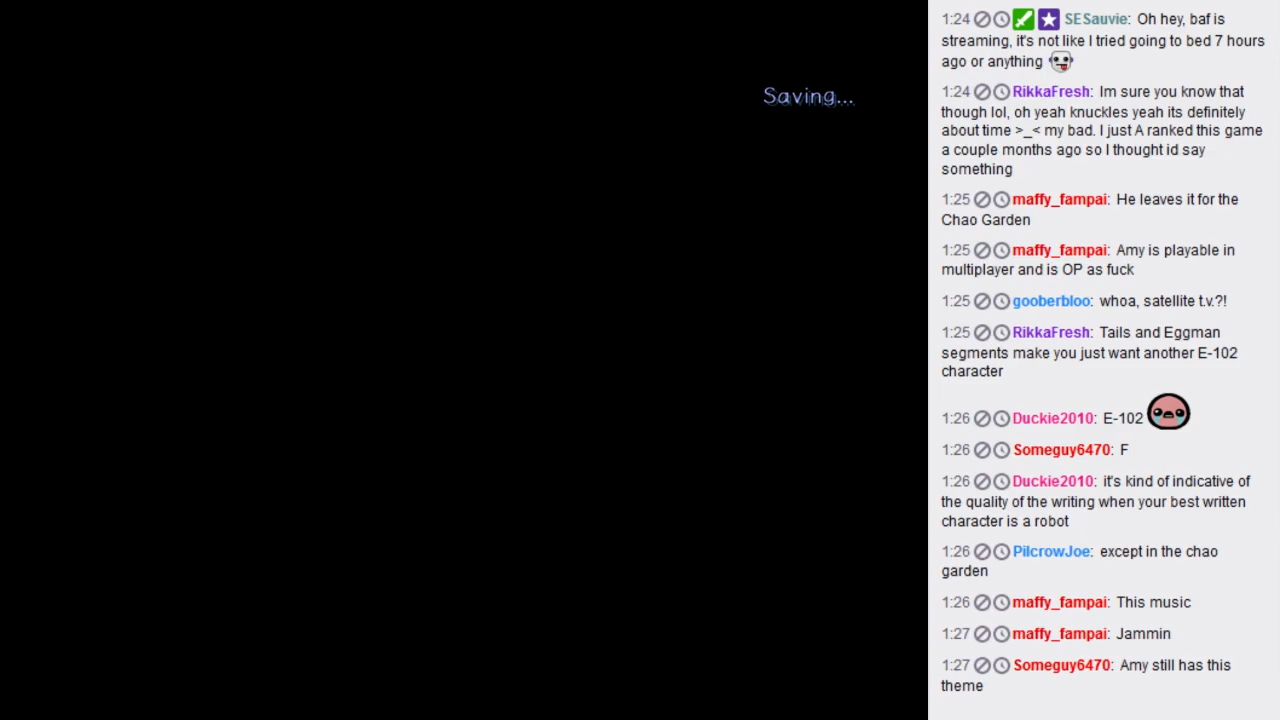 Saving...
1:24 SESauvie: Oh hey, baf is
streaming, it's not like I tried going to bed 7 hours
ago or anything
1:24 RikkaFresh: Im sure you know that
though lol, oh yeah knuckles yeah its definitely
about time >_< my bad. I just A ranked this game
a couple months ago so I thought id say
something
1:25 maffy_fampai: He leaves it for the
Chao Garden
1:25 maffy_fampai: Amy is playable in
multiplayer and is OP as fuck
1:25 gooberbloo: whoa, satellite t.v.?!
1:25 RikkaFresh: Tails and Eggman
segments make you just want another E-102
character
1:26 Duckie2010: E-102
1:26 Someguy6470: F
1:26 Duckie2010: it's kind of indicative of
the quality of the writing when your best written
character is a robot
1:26 PilcrowJoe: except in the chao
garden
1:26 maffy_fampai: This music
1:27 maffy_fampai: Jammin
1:27 Someguy6470: Amy still has this
theme